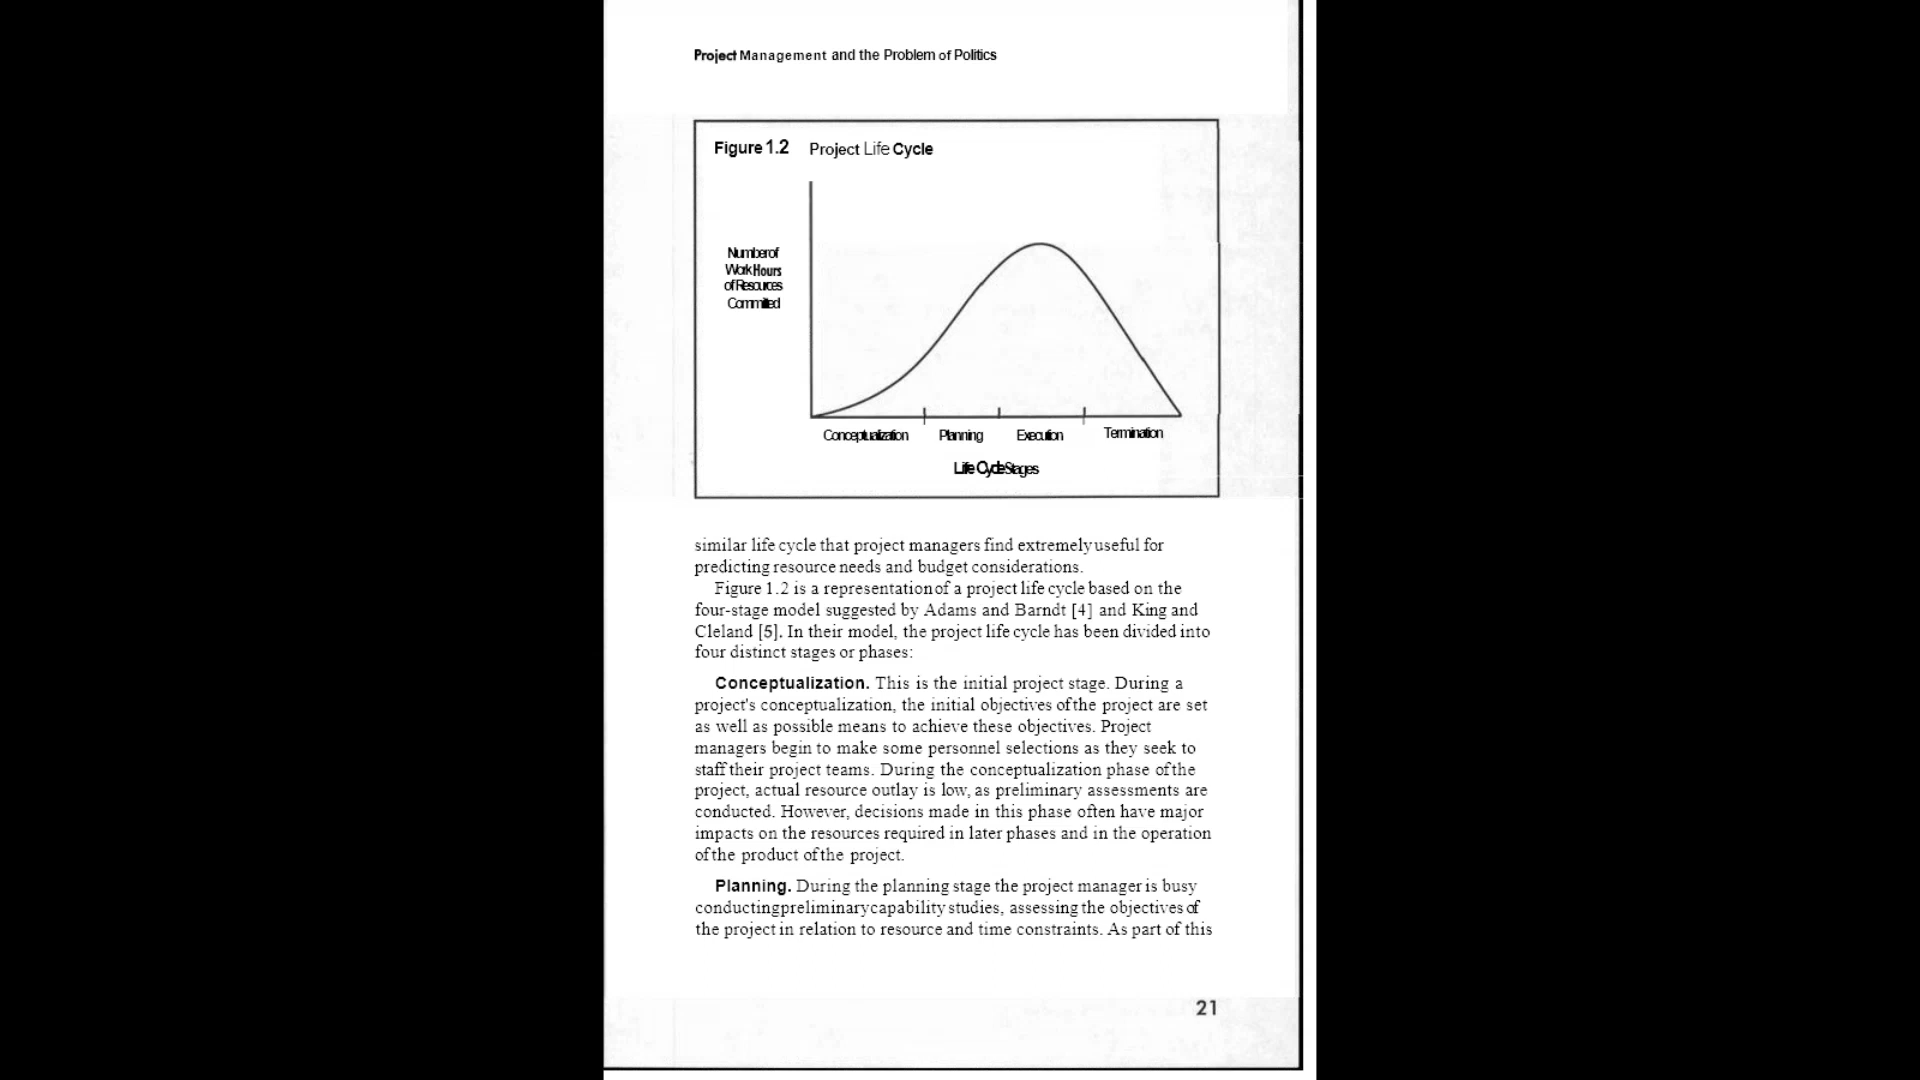 Project Management and the Problem of Politics
Figure 1.2 Project Life Cycle
Number of
Work Hours
of Resources
Committed
Conceptualization Planning Execution Termination
Life Cycle Stages
similar life cycle that project managers find extremely useful for
predicting resource needs and budget considerations.
Figure 1.2 is a representation of a project life cycle based on the
four-stage model suggested by Adams and Barndt [4] and King and
Cleland [5]. In their model, the project life cycle has been divided into
four distinct stages or phases:
Conceptualization. This is the initial project stage. During a
project's conceptualization, the initial objectives of the project are set
as well as possible means to achieve these objectives. Project
managers begin to make some personnel selections as they seek to
staff their project teams. During the conceptualization phase of the
project, actual resource outlay is low, as preliminary assessments are
conducted. However, decisions made in this phase often have major
impacts on the resources required in later phases and in the operation
of the product of the project.
Planning. During the planning stage the project manager is busy
conducting preliminary capability studies, assessing the objectives of
the project in relation to resource and time constraints. As part of this
21